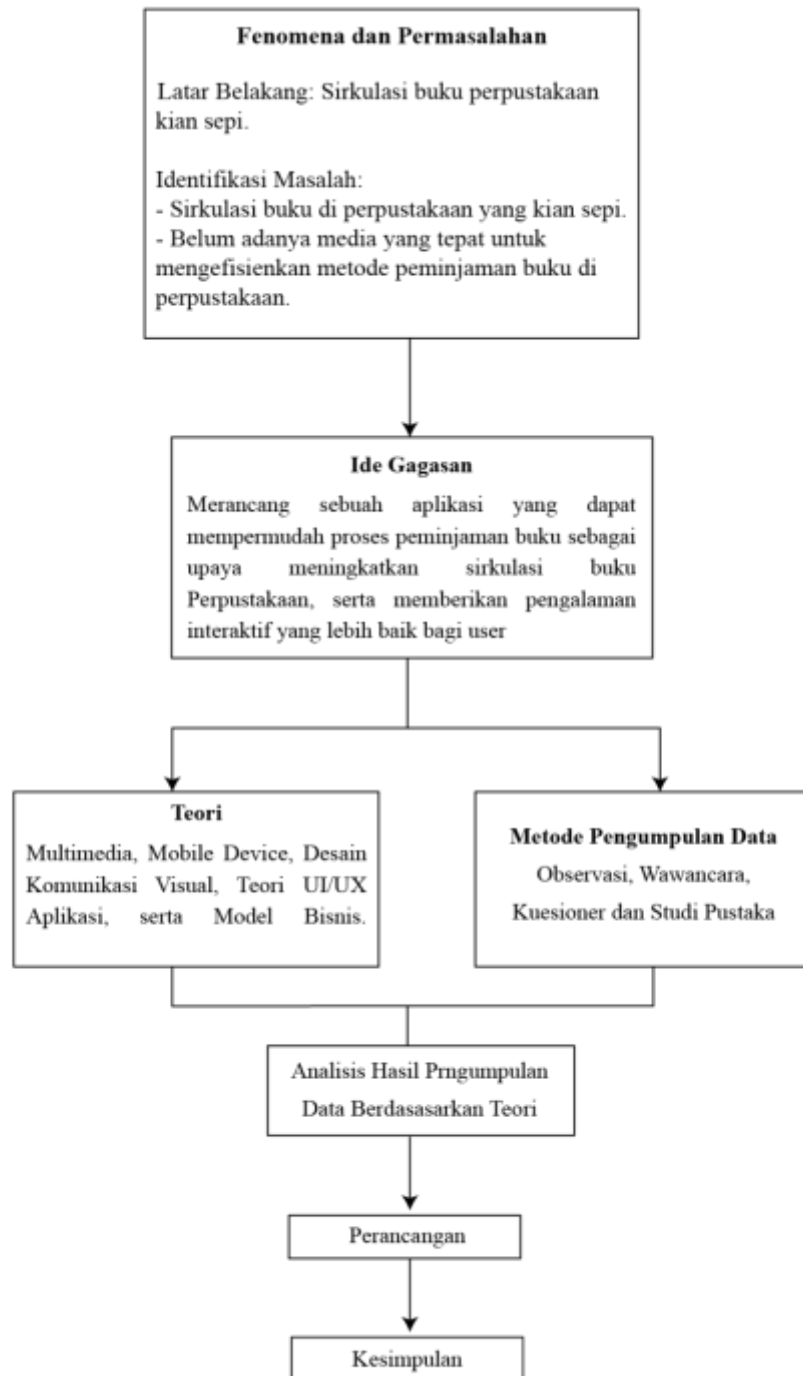 Fenomena dan Permasalahan
Latar Belakang: Sirkulasi buku perpustakaan
kian sepi.
Identifikasi Masalah:
- Sirkulasi buku di perpustakaan yang kian sepi.
- Belum adanya media yang tepat untuk
mengefisienkan metode peminjaman buku di
perpustakaan.
Ide Gagasan
Merancang sebuah aplikasi yang dapat
mempermudah proses peminjaman buku sebagai
upaya meningkatkan sirkulasi buku
Perpustakaan, serta memberikan pengalaman
interaktif yang lebih baik bagi user
Teori
Multimedia, Mobile Device, Desain
Komunikasi Visual, Teori UI/UX
Aplikasi, serta Model Bisnis.
Metode Pengumpulan Data
Observasi, Wawancara,
Kuesioner dan Studi Pustaka
Analisis Hasil Prngumpulan
Data Berdasasarkan Teori
Perancangan
Kesimpulan